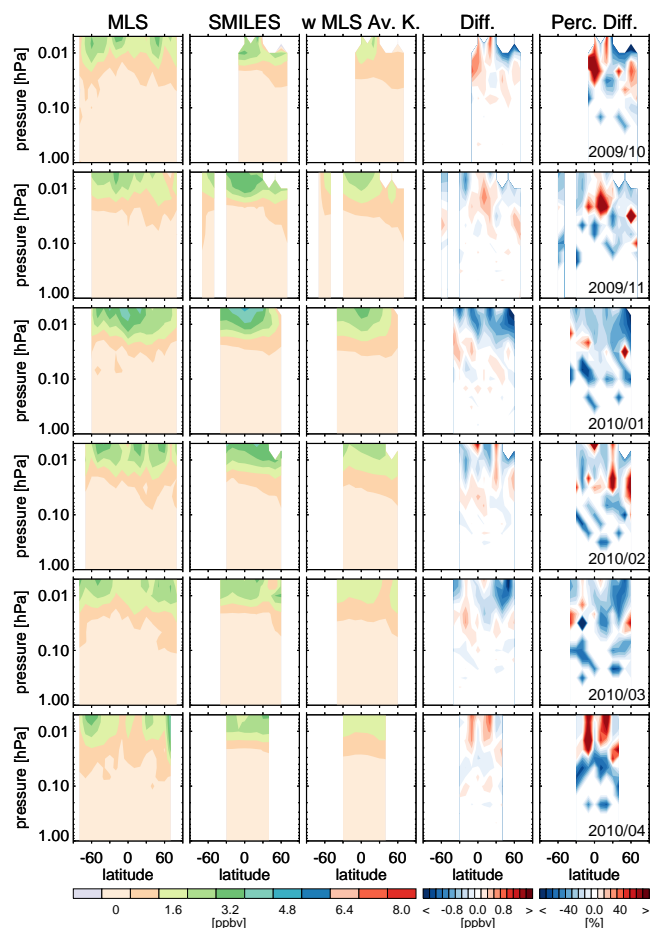 MLS SMILES w MLS Av. K. Diff. Perc. Diff.
pressure [hPa] 0.01 0.10 1.00 2009/10
pressure [hPa] 0.01 0.10 1.00 2009/11
pressure [hPa] 0.01 0.10 1.00 2010/01
pressure [hPa] 0.01 0.10 1.00 2010/02
pressure [hPa] 0.01 0.10 1.00 2010/03
pressure [hPa] 0.01 0.10 1.00 2010/04
-60 0 60 -60 0 60 -60 0 60 -60 0 60 -60 0 60
latitude latitude latitude latitude latitude
0 1.6 3.2 4.8 6.4 8.0 < -0.8 0.0 0.8 > < -40 0 40 >
[ppbv] [ppbv] [%]